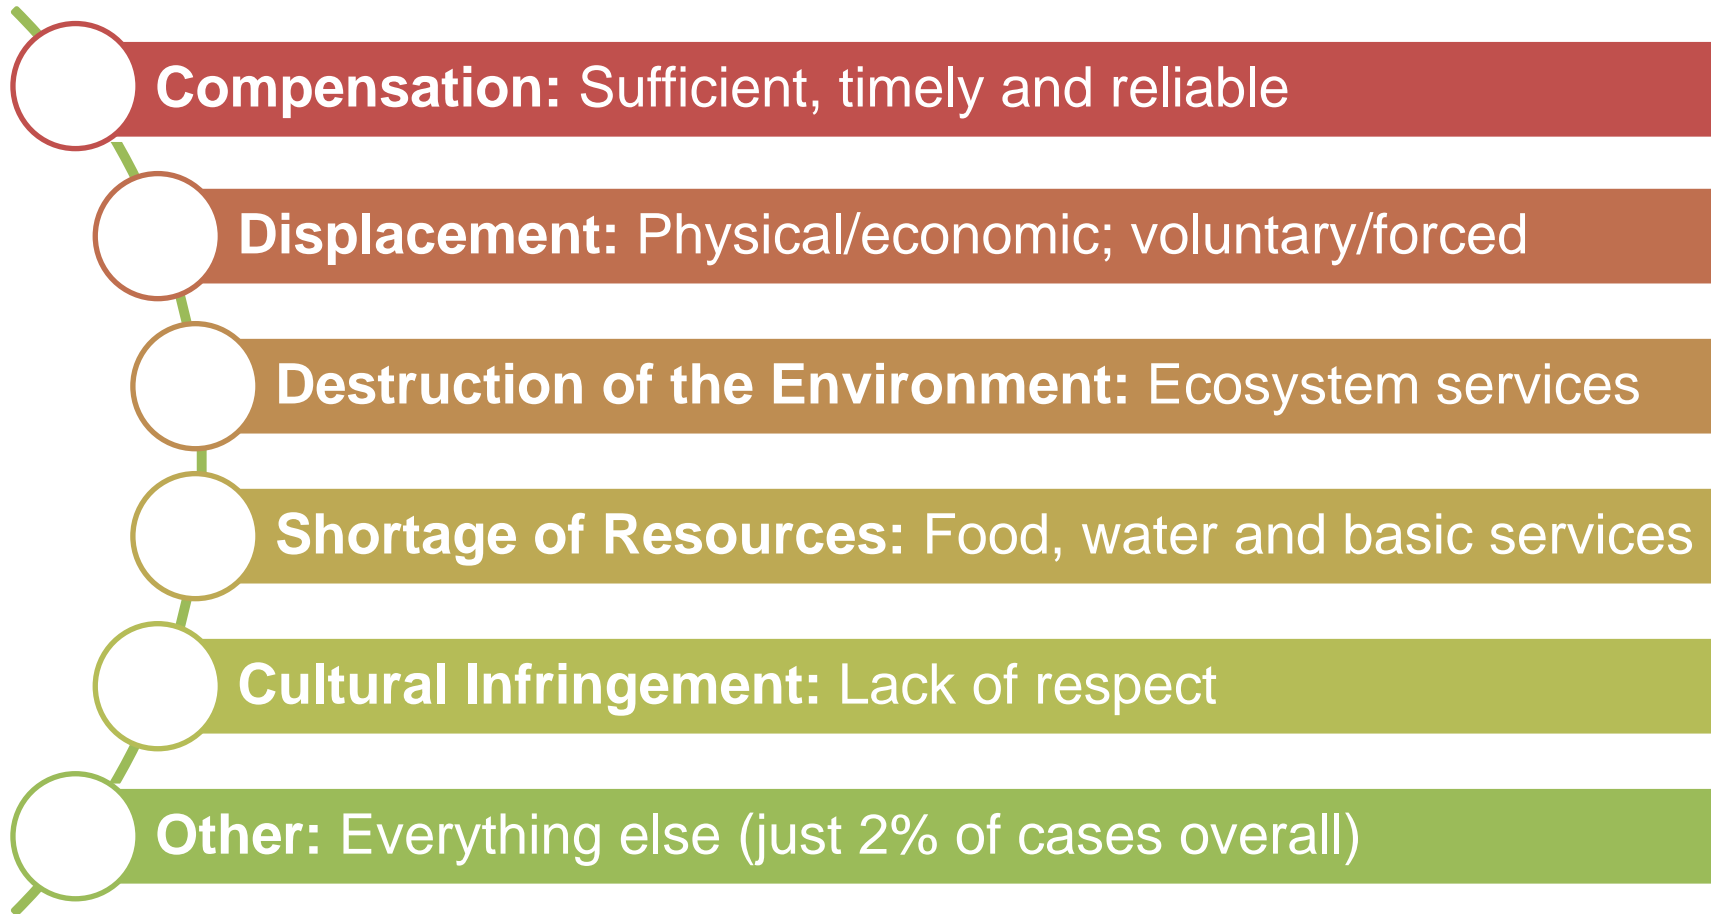 Compensation: Sufficient, timely and reliable
Displacement: Physical/economic; voluntary/forced
Destruction of the Environment: Ecosystem services
Shortage of Resources: Food, water and basic services
Cultural Infringement: Lack of respect
Other: Everything else (just 2% of cases overall)